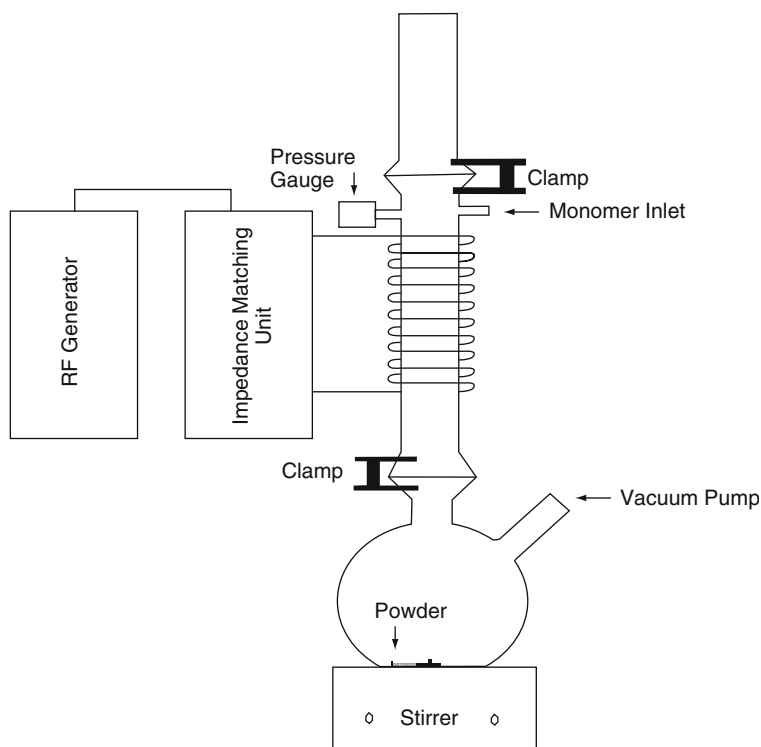 Pressure
Gauge
Clamp
Monomer Inlet
RF Generator
Impedance Matching
Unit
Clamp
Vacuum Pump
Powder
Stirrer